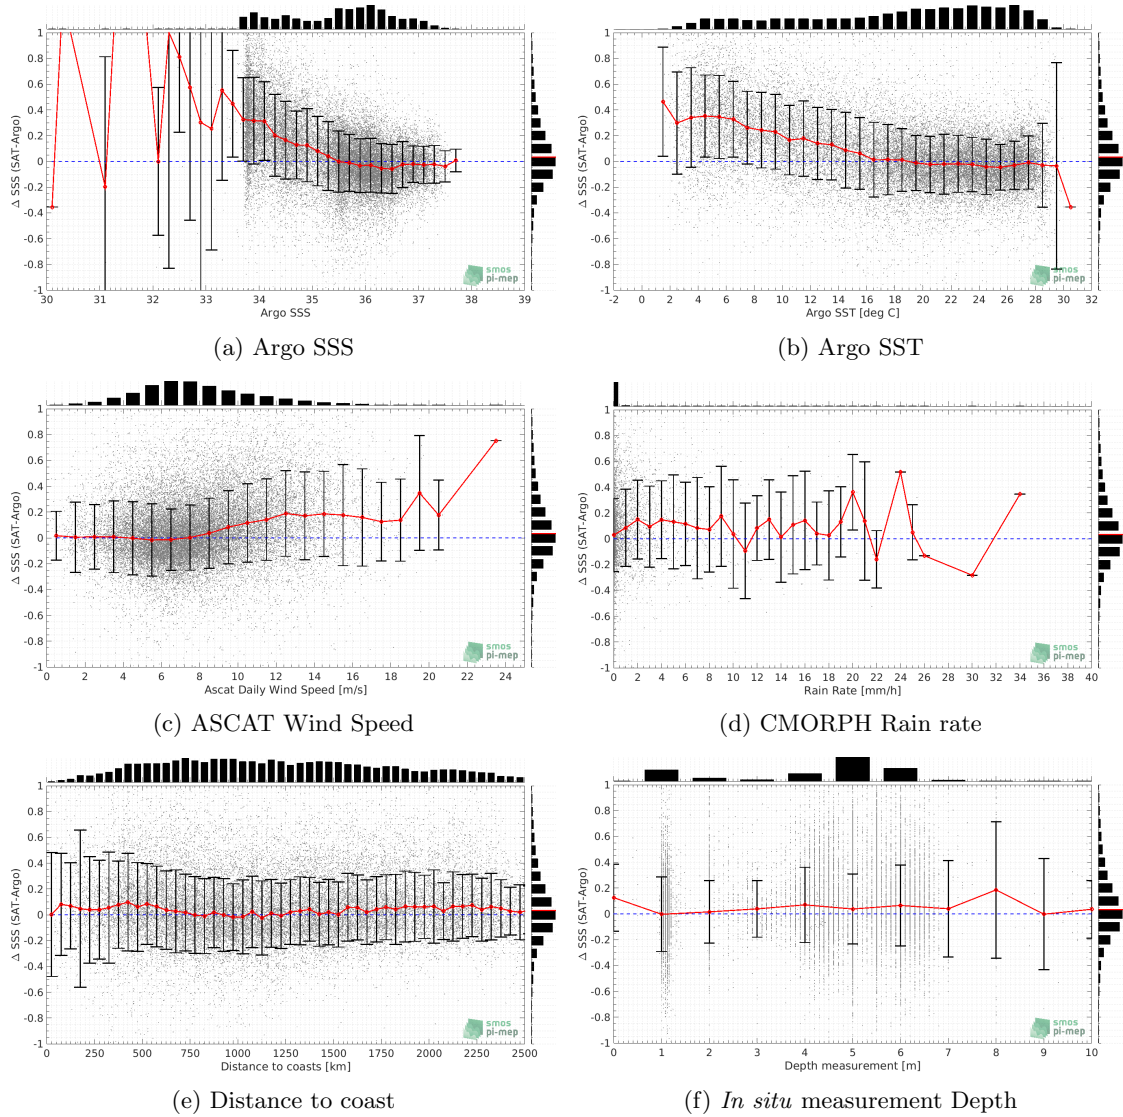 1
0.8
0.6
0.4
0.2
0
-0.2
-0.4
-0.6
-0.8
-1
Δ SSS (SAT-Argo)
30 31 32 33 34 35 36 37 38 39
Argo SSS
smos
pi-mep
(a) Argo SSS
1
0.8
0.6
0.4
0.2
0
-0.2
-0.4
-0.6
-0.8
-1
Δ SSS (SAT-Argo)
-2 0 2 4 6 8 10 12 14 16 18 20 22 24 26 28 30 32
Argo SST [deg C]
smos
pi-mep
(b) Argo SST
1
0.8
0.6
0.4
0.2
0
-0.2
-0.4
-0.6
-0.8
-1
Δ SSS (SAT-Argo)
0 2 4 6 8 10 12 14 16 18 20 22 24
Ascat Daily Wind Speed [m/s]
smos
pi-mep
(c) ASCAT Wind Speed
1
0.8
0.6
0.4
0.2
0
-0.2
-0.4
-0.6
-0.8
-1
Δ SSS (SAT-Argo)
0 2 4 6 8 10 12 14 16 18 20 22 24 26 28 30 32 34 36 38 40
Rain Rate [mm/h]
smos
pi-mep
(d) CMORPH Rain rate
1
0.8
0.6
0.4
0.2
0
-0.2
-0.4
-0.6
-0.8
-1
Δ SSS (SAT-Argo)
0 250 500 750 1000 1250 1500 1750 2000 2250 2500
Distance to coasts [km]
smos
pi-mep
(e) Distance to coast
1
0.8
0.6
0.4
0.2
0
-0.2
-0.4
-0.6
-0.8
-1
Δ SSS (SAT-Argo)
0 1 2 3 4 5 6 7 8 9 10
Depth measurement [m]
smos
pi-mep
(f) In situ measurement Depth